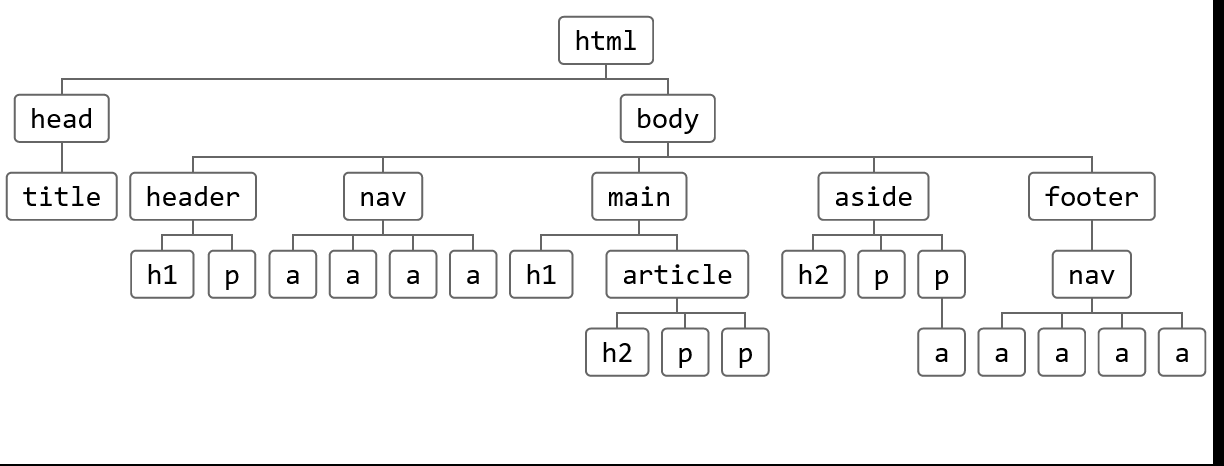 html
head body
title header nav main aside footer
h1 p a a a a h1 article h2 p p nav
h2 p p a a a a a